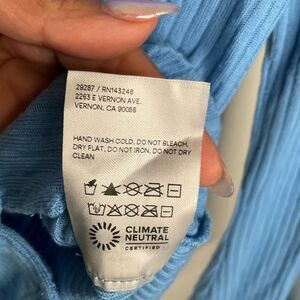 29287 / RN143248
2263 E VERNON AVE.
VERNON, CA 90058
HAND WASH COLD, DO NOT BLEACH,
DRY FLAT, DO NOT IRON, DO NOT DRY
CLEAN
CLIMATE
NEUTRAL
CERTIFIED